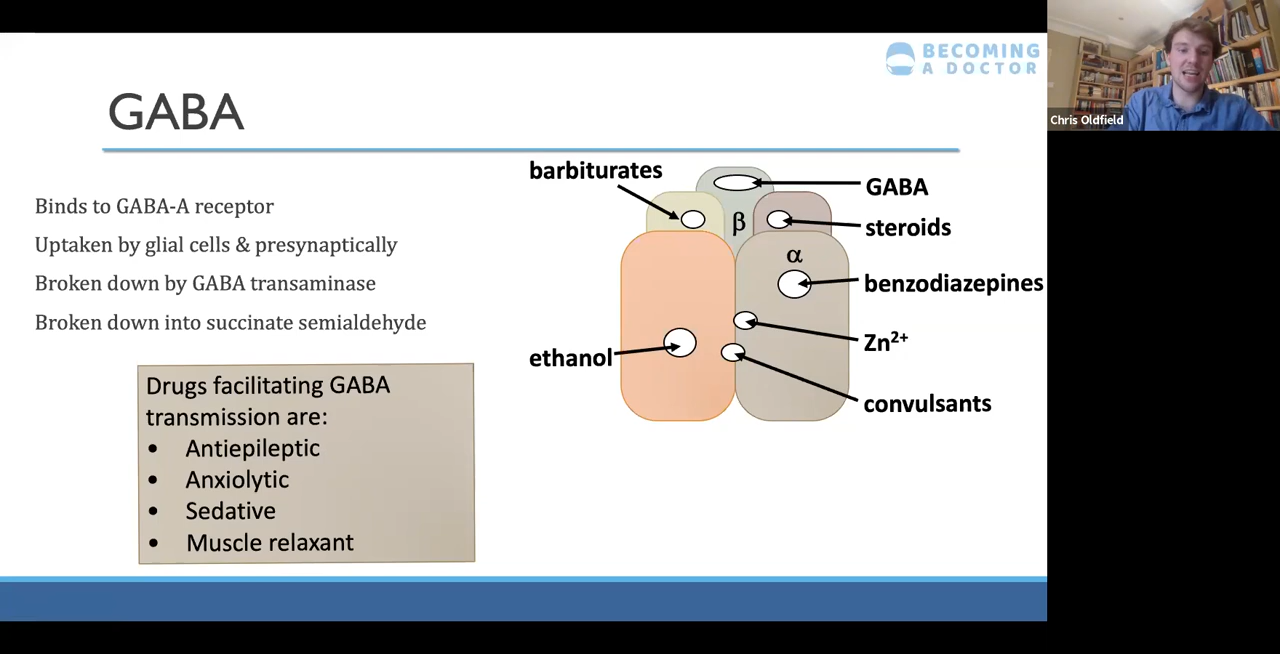 BECOMING
A DOCTOR
Chris Oldfield
GABA
Binds to GABA-A receptor
Uptaken by glial cells & presynaptically
Broken down by GABA transaminase
Broken down into succinate semialdehyde
Drugs facilitating GABA
transmission are:
• Antiepileptic
• Anxiolytic
• Sedative
• Muscle relaxant
barbiturates
GABA
β
steroids
α
benzodiazepines
Zn²⁺
ethanol
convulsants